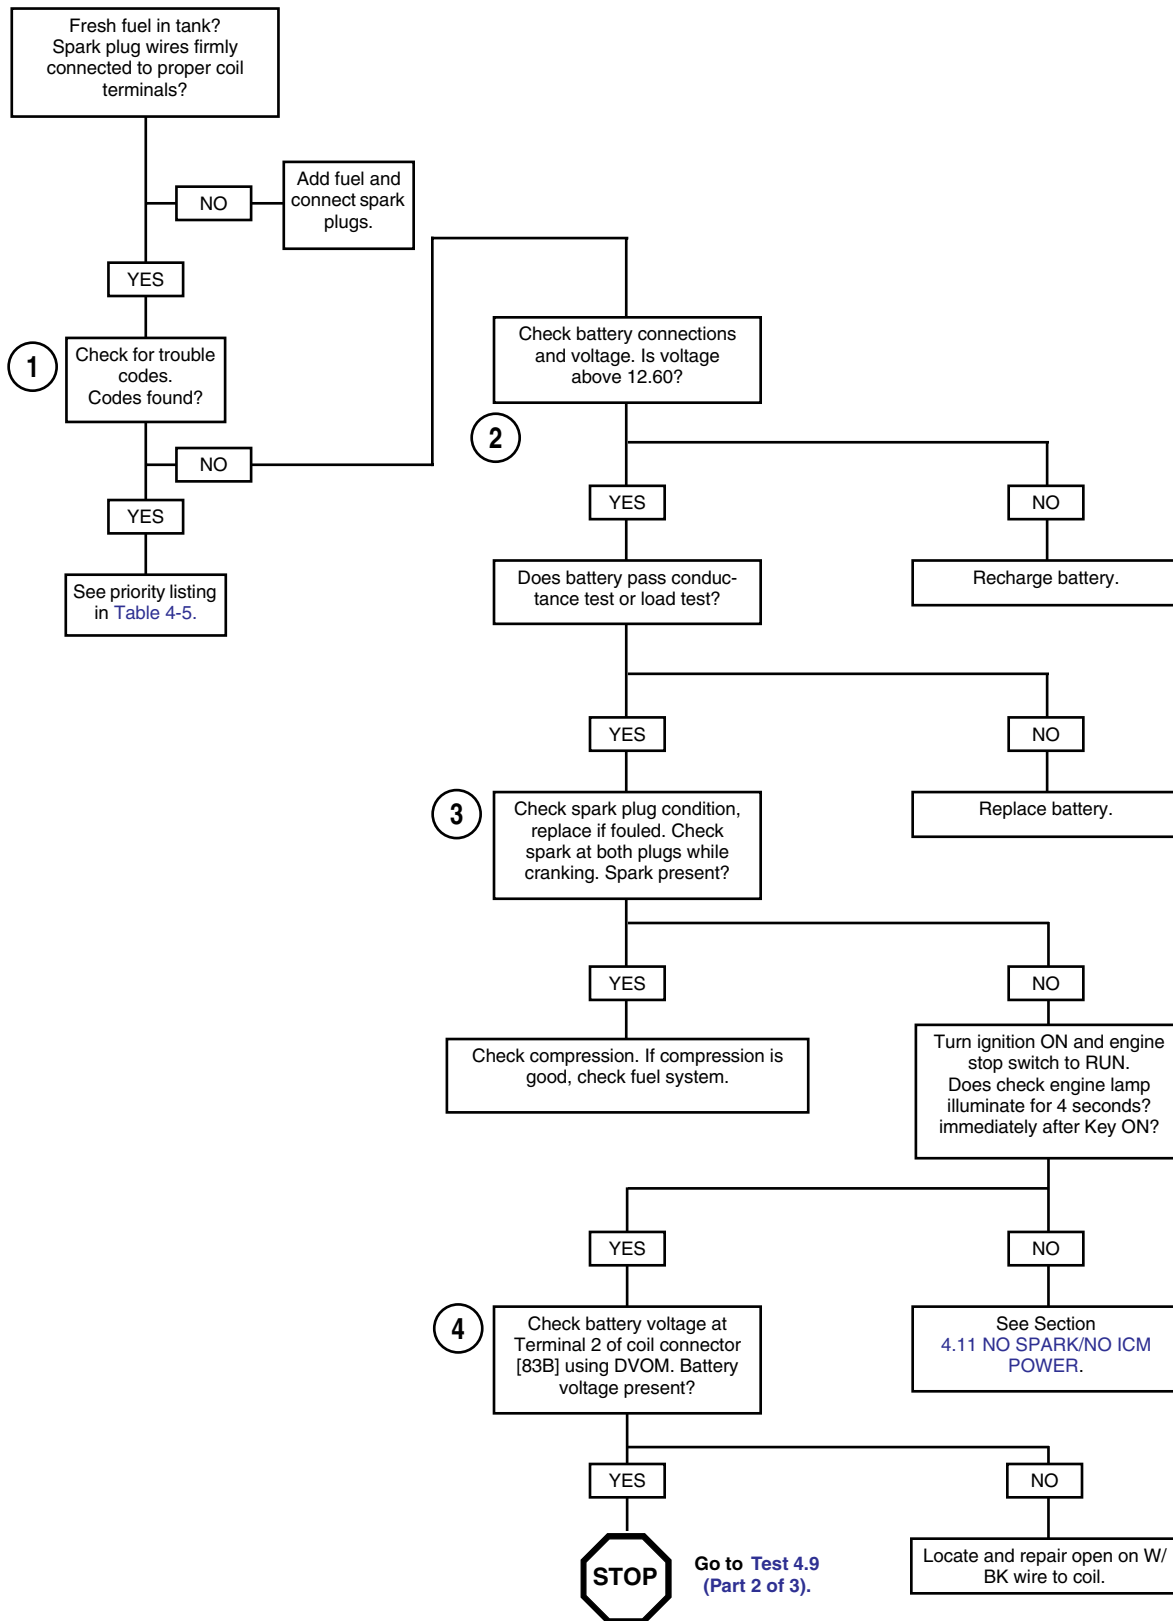 Fresh fuel in tank?
Spark plug wires firmly
connected to proper coil
terminals?
NO
Add fuel and
connect spark
plugs.
YES
1
Check for trouble
codes.
Codes found?
NO
YES
See priority listing
in Table 4-5.
Check battery connections
and voltage. Is voltage
above 12.60?
2
YES
NO
Does battery pass conduc-
tance test or load test?
Recharge battery.
YES
NO
3
Check spark plug condition,
replace if fouled. Check
spark at both plugs while
cranking. Spark present?
Replace battery.
YES
NO
Check compression. If compression is
good, check fuel system.
Turn ignition ON and engine
stop switch to RUN.
Does check engine lamp
illuminate for 4 seconds?
immediately after Key ON?
YES
NO
4
Check battery voltage at
Terminal 2 of coil connector
[83B] using DVOM. Battery
voltage present?
See Section
4.11 NO SPARK/NO ICM
POWER.
YES
NO
STOP
Go to Test 4.9
(Part 2 of 3).
Locate and repair open on W/
BK wire to coil.